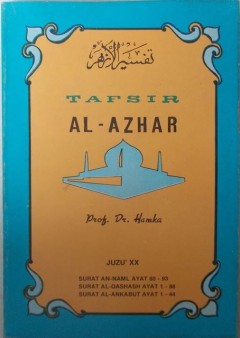 تفسير الأزهر
TAFSIR
AL-AZHAR
Prof. Dr. Hamka
JUZU' XX
SURAT AN-NAML AYAT 60 - 93
SURAT AL-QASHASH AYAT 1 - 88
SURAT AL-ANKABUT AYAT 1 - 44